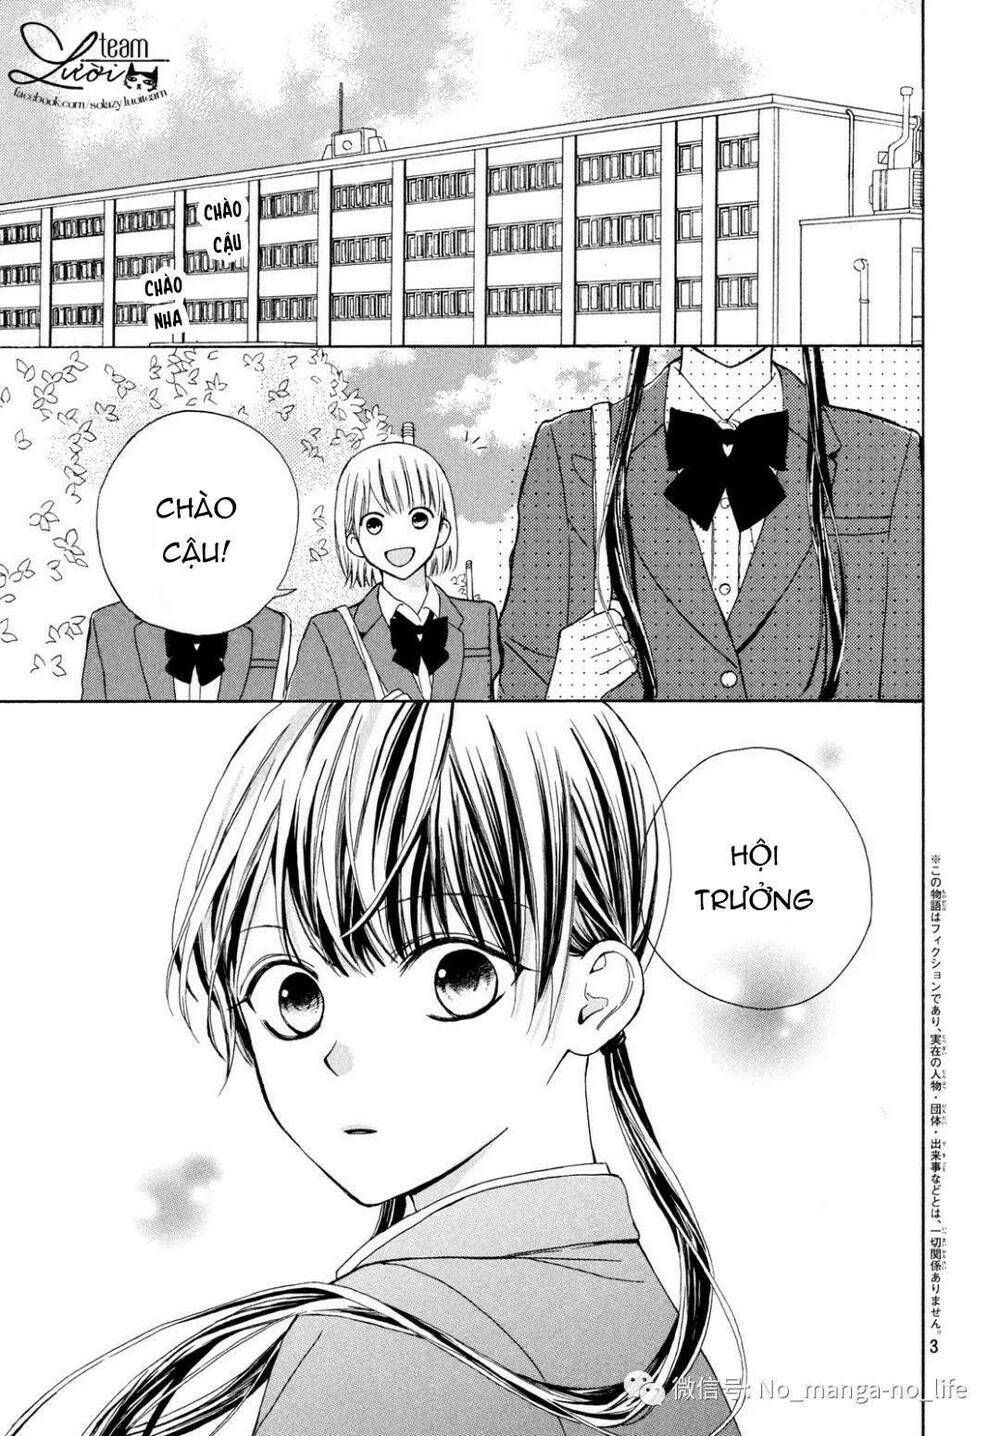 team
Lười
facebook.com/solazy.luoiteam
CHÀO
CẬU
CHÀO
NHA
CHÀO
CẬU!
HỘI
TRƯỞNG
※この物語はフィクションであり、実在の人物・団体・出来事などとは、一切関係ありません。
3
微信号: No_manga-no_life